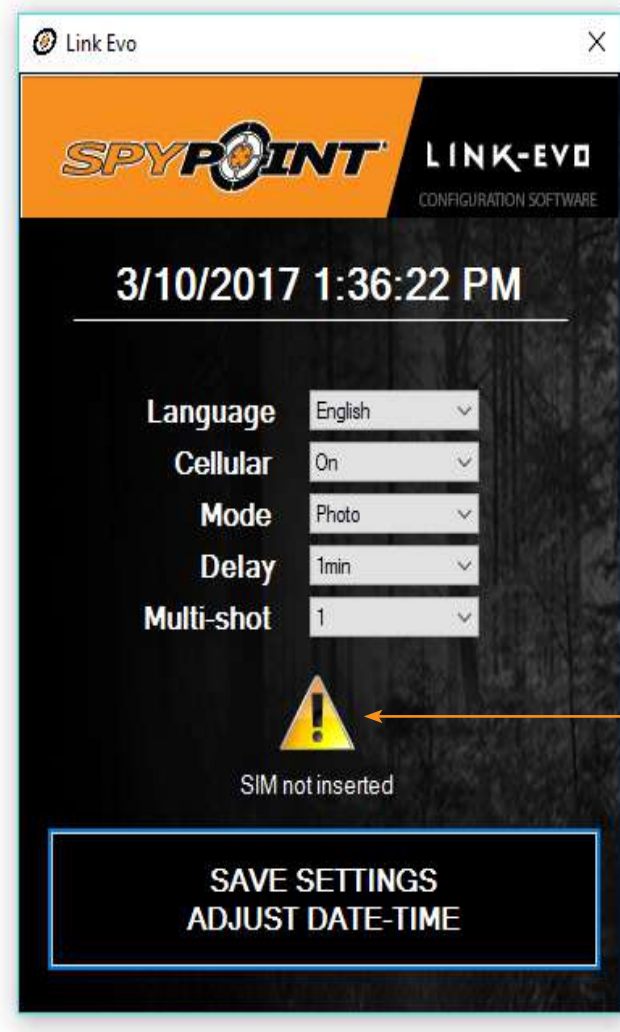 Link Evo
SPYPOINT
LINK-EVO
CONFIGURATION SOFTWARE
3/10/2017 1:36:22 PM
Language English
Cellular On
Mode Photo
Delay 1min
Multi-shot 1
SIM not inserted
SAVE SETTINGS
ADJUST DATE-TIME